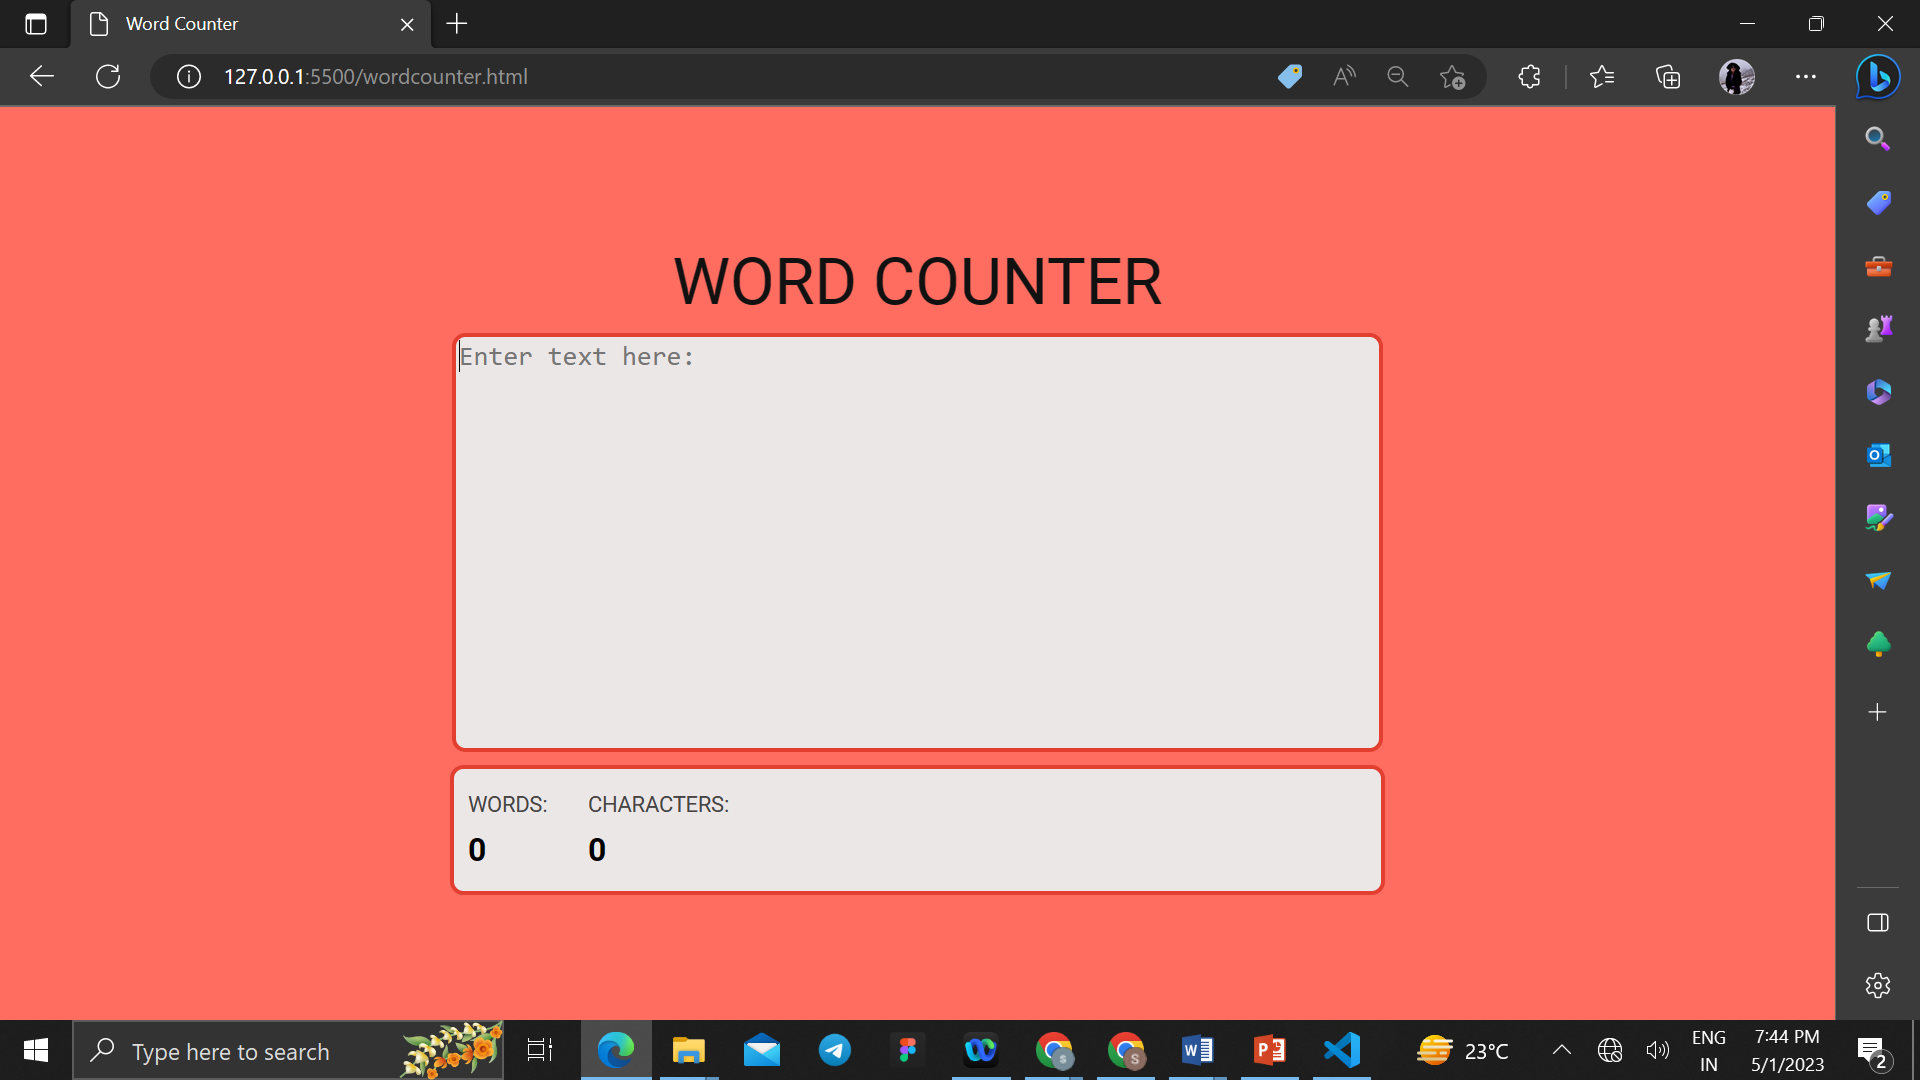 Word Counter
127.0.0.1:5500/wordcounter.html
WORD COUNTER
Enter text here:
WORDS: CHARACTERS:
0 0
Type here to search
23°C
ENG
IN
7:44 PM
5/1/2023
2